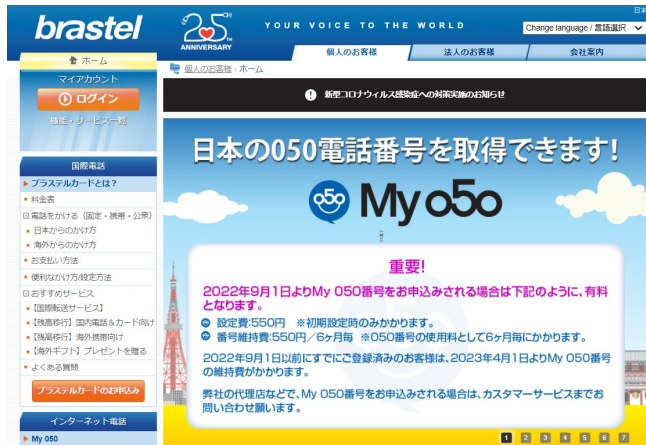 brastel
25TH
ANNIVERSARY
YOUR VOICE TO THE WORLD
日本
Change language / 言語選択
個人のお客様
法人のお客様
会社案内
ホーム
個人のお客様 › ホーム
マイアカウント
ログイン
機能・サービス一覧
新型コロナウィルス感染症への対策実施のお知らせ
国際電話
ブラステルカードとは?
料金表
電話をかける（固定・携帯・公衆）
日本からのかけ方
海外からのかけ方
お支払い方法
便利なかけ方/設定方法
おすすめサービス
【国際転送サービス】
【残高移行】国内電話＆カード向け
【残高移行】海外携帯向け
【海外ギフト】プレゼントを贈る
よくある質問
ブラステルカードのお申込み
インターネット電話
My 050
日本の050電話番号を取得できます!
050 My 050
重要!
2022年9月1日よりMy 050番号をお申込みされる場合は下記のように、有料
となります。
設定費:550円　※初期設定時のみかかります。
番号維持費:550円／6ヶ月毎　※050番号の使用料として6ヶ月毎にかかります。
2022年9月1日以前にすでにご登録済みのお客様は、2023年4月1日よりMy 050番号
の維持費がかかります。
弊社の代理店などで、My 050番号をお申込みされる場合は、カスタマーサービスまでお
問い合わせ願います。
1 2 3 4 5 6 7